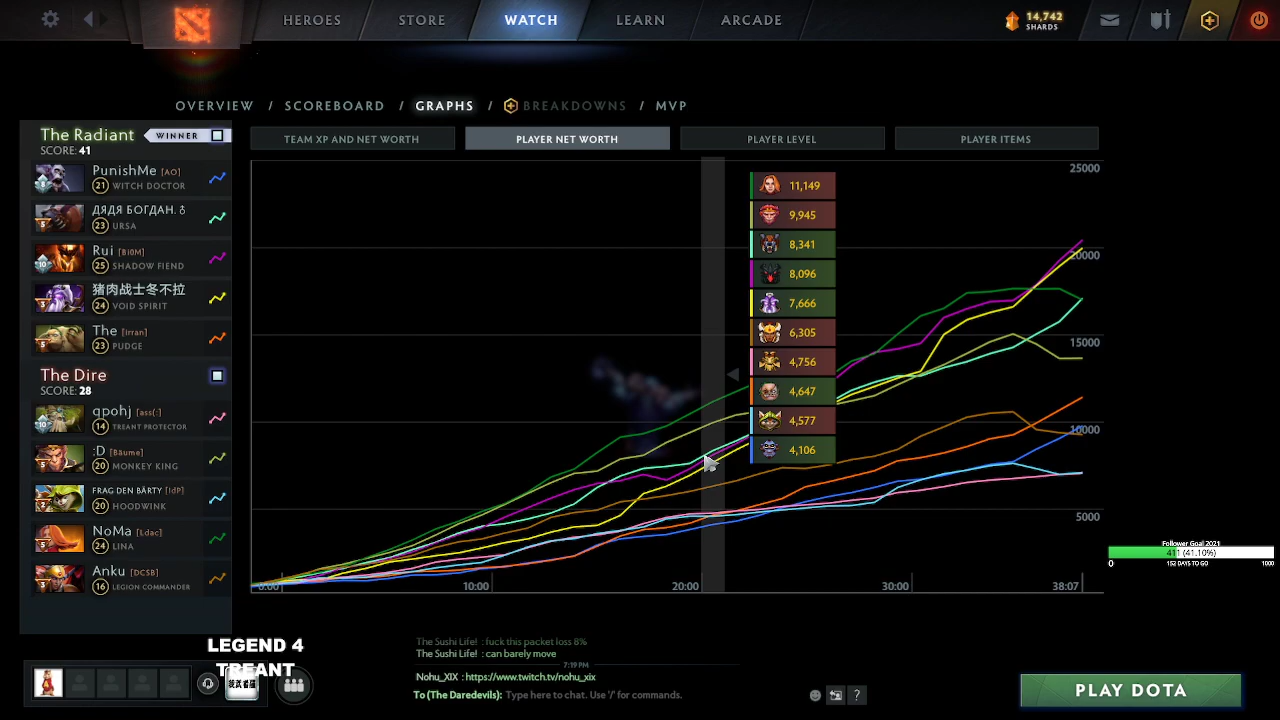 HEROES
STORE
WATCH
LEARN
ARCADE
14,742
SHARDS
OVERVIEW / SCOREBOARD / GRAPHS / BREAKDOWNS / MVP
The Radiant
WINNER
SCORE: 41
PunishMe [AO]
21 WITCH DOCTOR
ДЯДЯ БОГДАН.♁
23 URSA
Rui [BiOM]
25 SHADOW FIEND
猪肉战士冬不拉
24 VOID SPIRIT
The [Irran]
23 PUDGE
The Dire
SCORE: 28
qpohj [ass(:]
14 TREANT PROTECTOR
:D [Bäume]
20 MONKEY KING
FRAG DEN BÄRTY [IdP]
20 HOODWINK
NoMa [Ldac]
24 LINA
Anku [DCSB]
16 LEGION COMMANDER
TEAM XP AND NET WORTH
PLAYER NET WORTH
PLAYER LEVEL
PLAYER ITEMS
11,149
9,945
8,341
8,096
7,666
6,305
4,756
4,647
4,577
4,106
25000
20000
15000
10000
5000
0:00
10:00
20:00
30:00
38:07
Follower Goal 2021
411 (41.10%)
0
152 DAYS TO GO
1000
LEGEND 4
TREANT
The Sushi Life! : fuck this packet loss 8%
The Sushi Life! : can barely move
7:19 PM
Nohu_XIX : https://www.twitch.tv/nohu_xix
To (The Daredevils): Type here to chat. Use '/' for commands.
?
PLAY DOTA